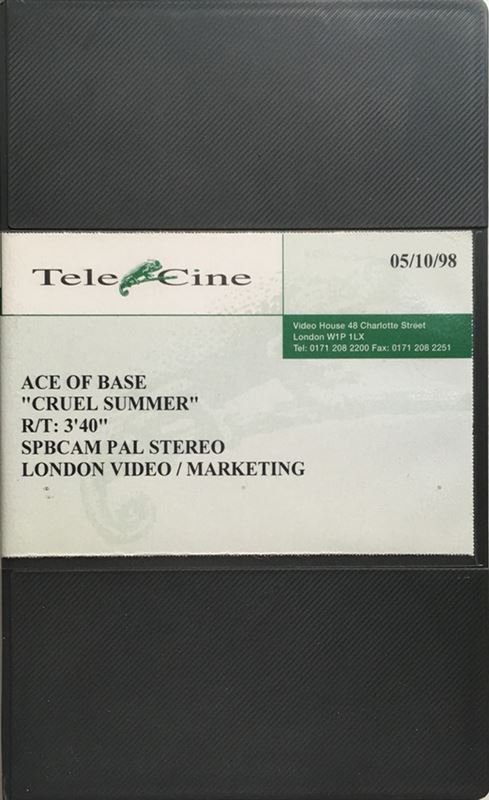 Tele Cine
05/10/98
Video House 48 Charlotte Street
London W1P 1LX
Tel: 0171 208 2200 Fax: 0171 208 2251
ACE OF BASE
"CRUEL SUMMER"
R/T: 3'40"
SPBCAM PAL STEREO
LONDON VIDEO / MARKETING